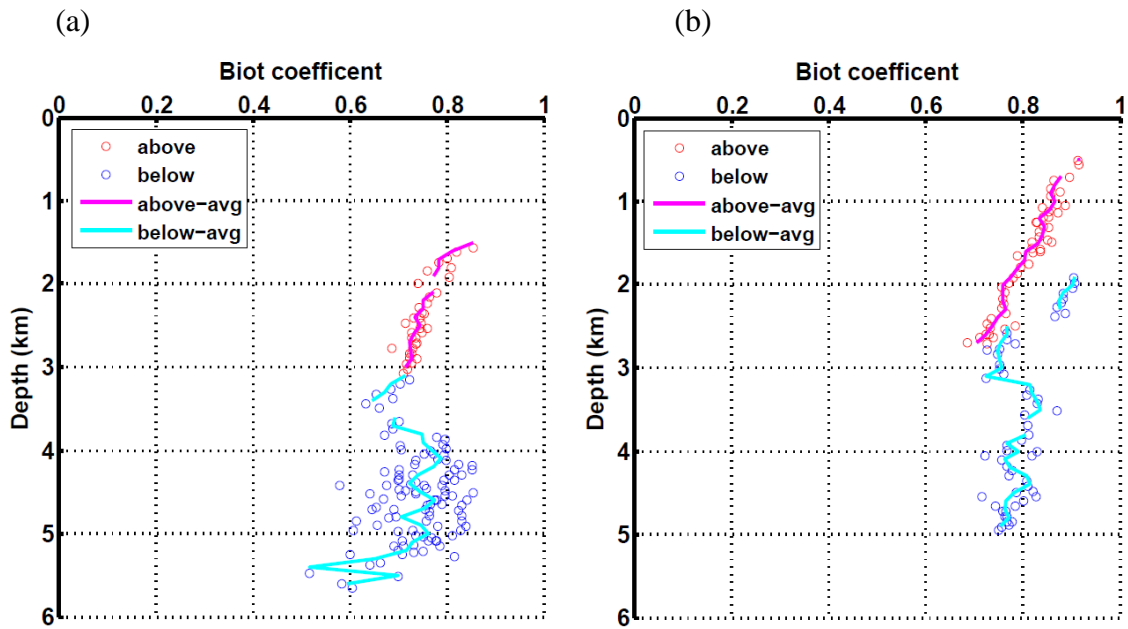 (a)
Biot coefficent
0 0.2 0.4 0.6 0.8 1
0
1
2
3
4
5
6
Depth (km)
above
below
above-avg
below-avg
(b)
Biot coefficent
0 0.2 0.4 0.6 0.8 1
0
1
2
3
4
5
6
Depth (km)
above
below
above-avg
below-avg